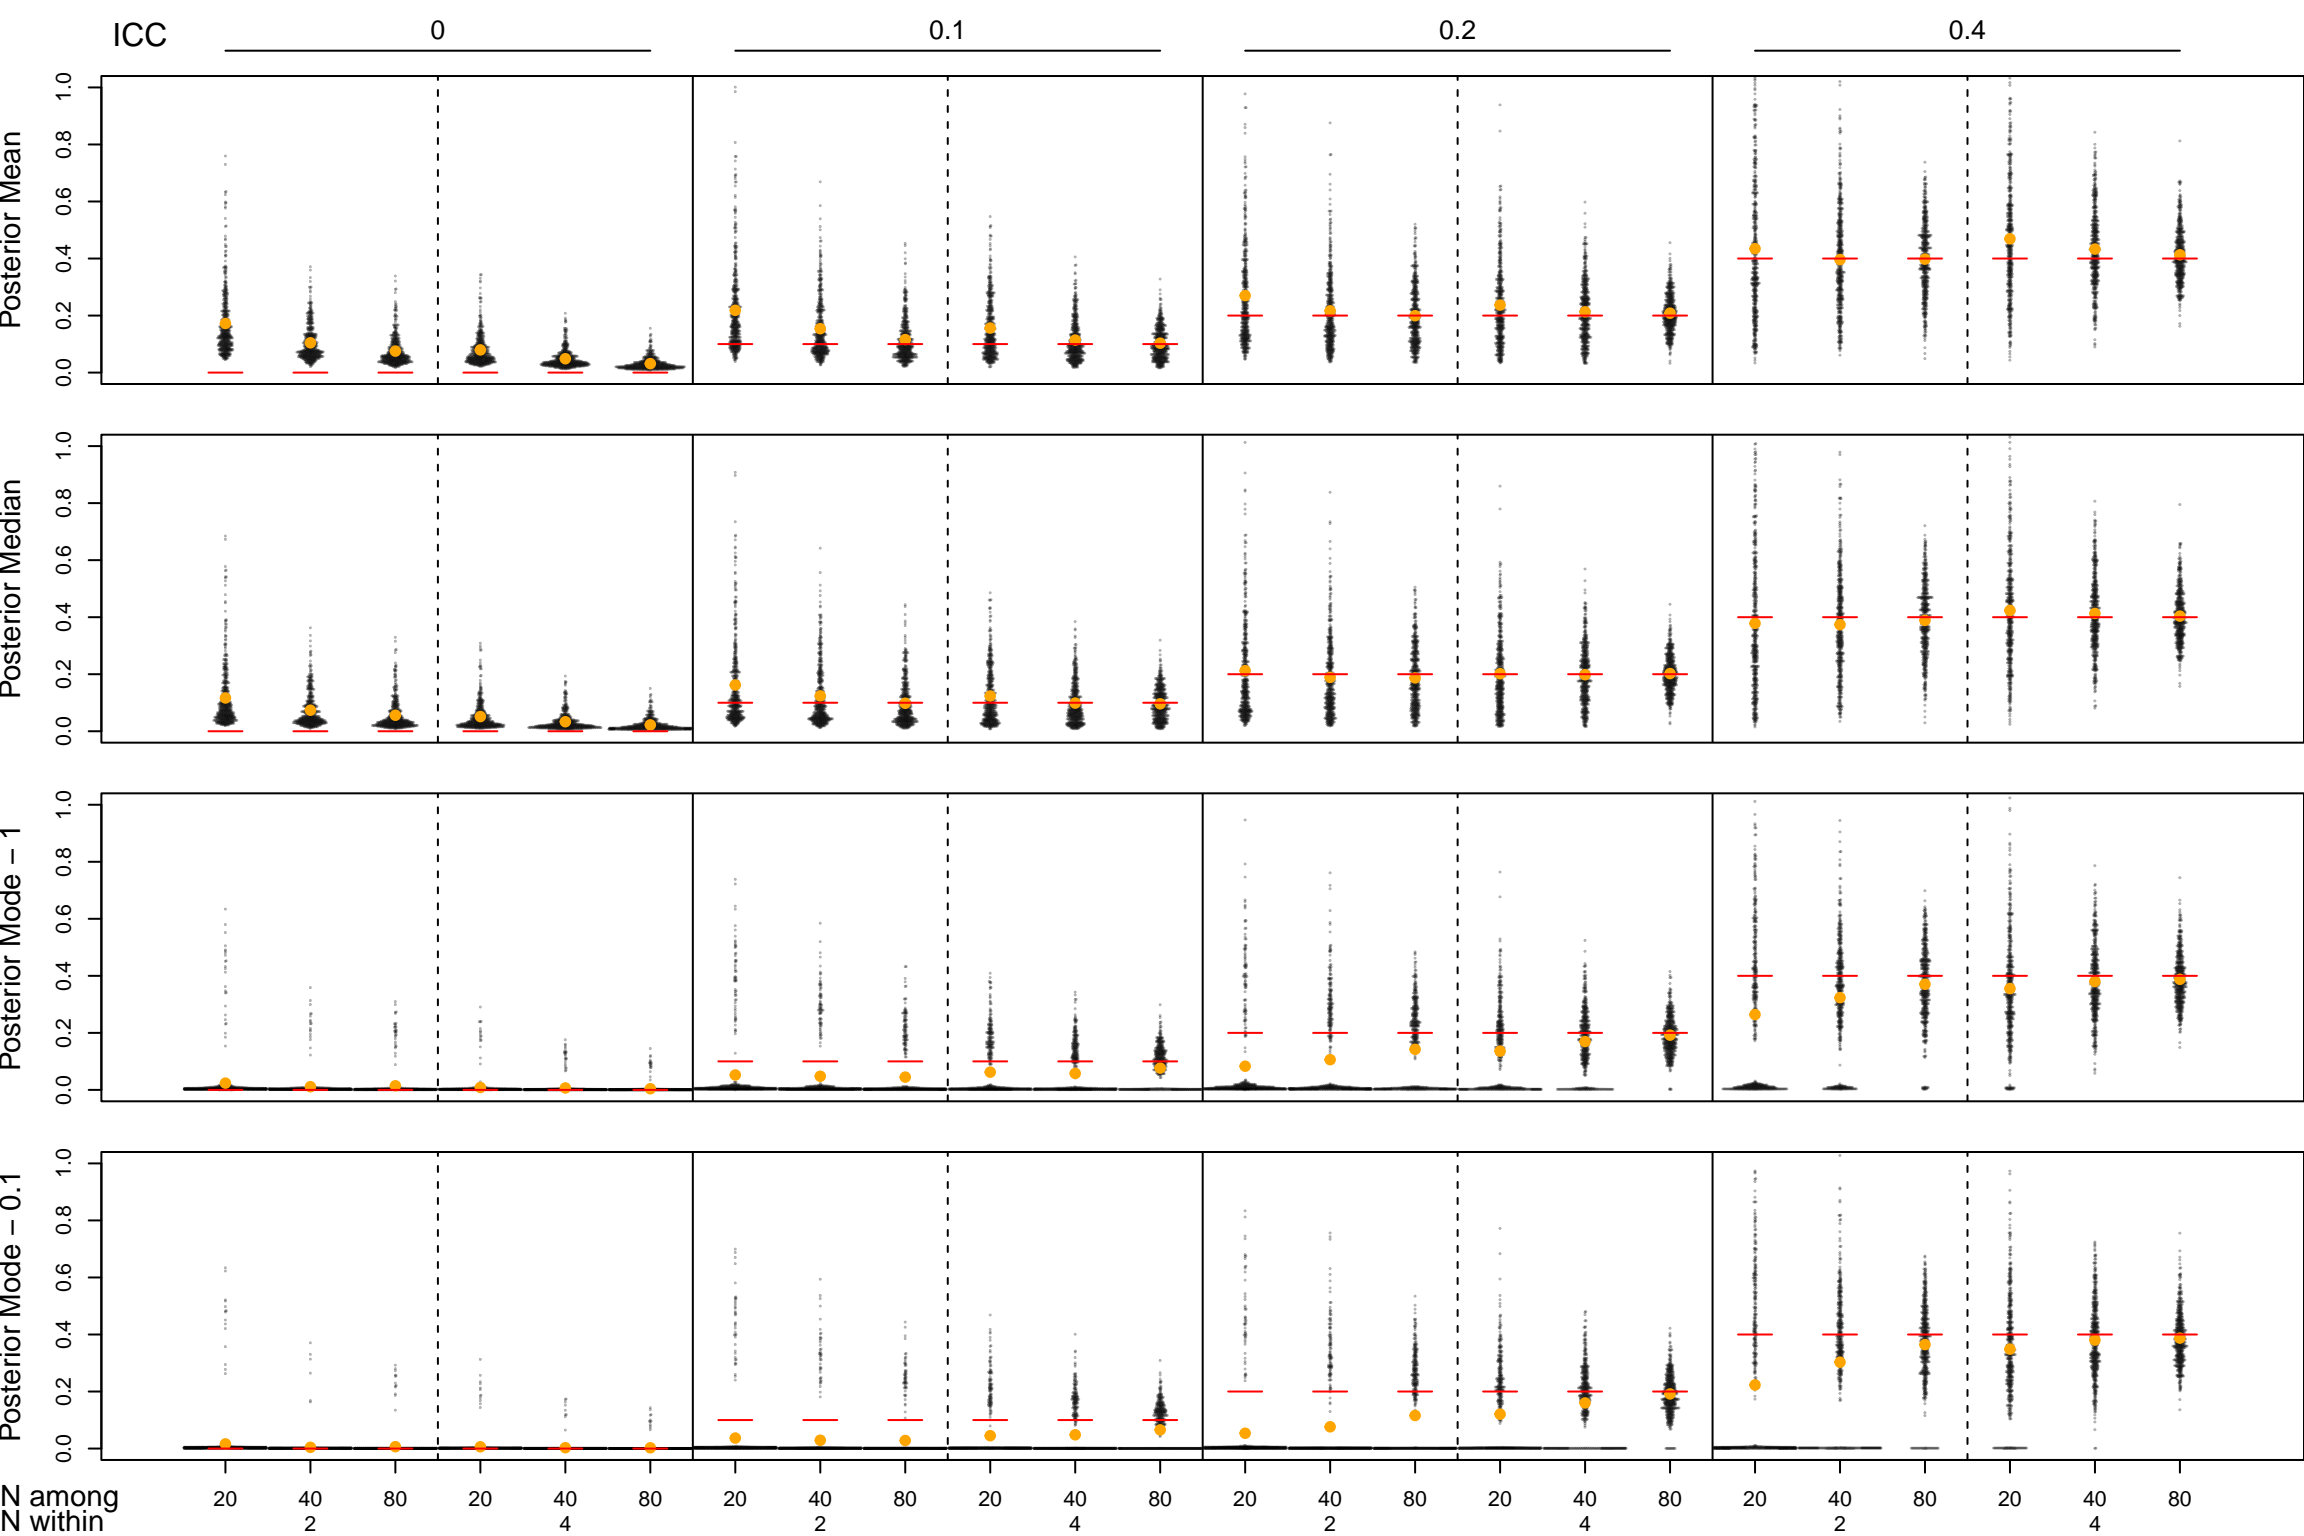 ICC 0 0.1 0.2 0.4
Posterior Mean
0.0 0.2 0.4 0.6 0.8 1.0
Posterior Median
0.0 0.2 0.4 0.6 0.8 1.0
Posterior Mode – 1
0.0 0.2 0.4 0.6 0.8 1.0
Posterior Mode – 0.1
0.0 0.2 0.4 0.6 0.8 1.0
N among 20 40 80 20 40 80 20 40 80 20 40 80 20 40 80 20 40 80 20 40 80 20 40 80
N within 2 4 2 4 2 4 2 4